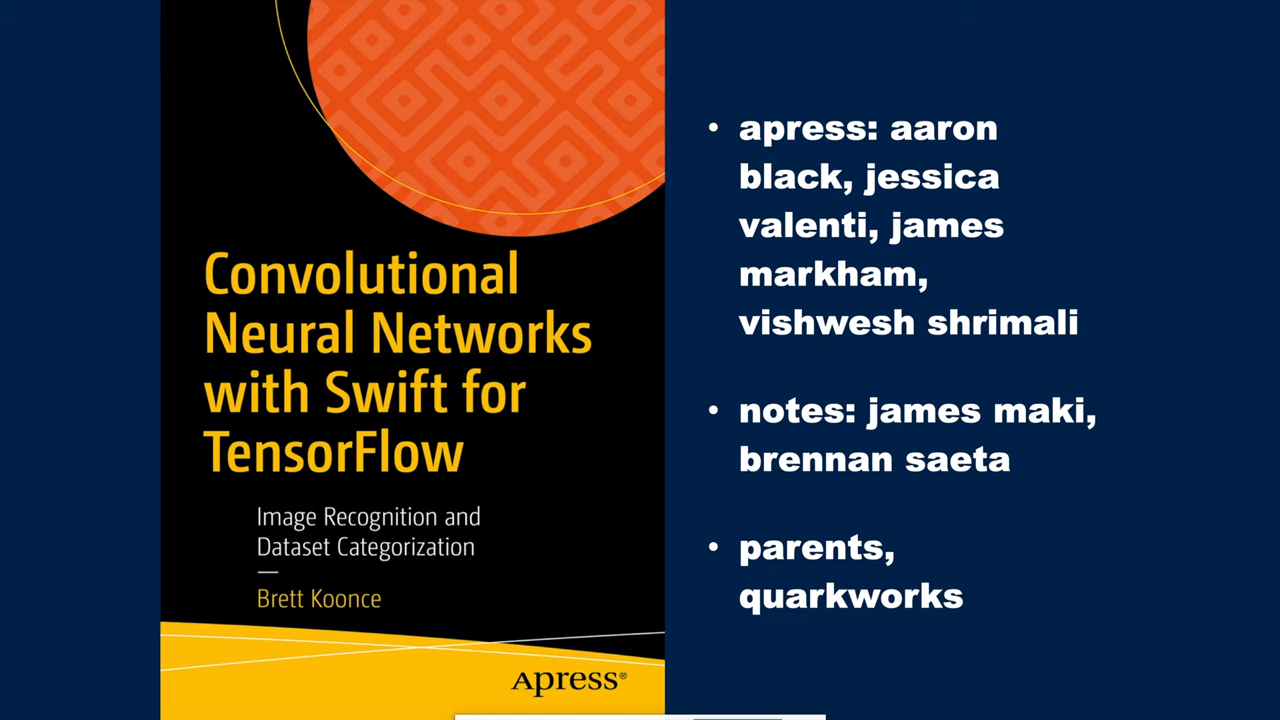 Convolutional
Neural Networks
with Swift for
TensorFlow
Image Recognition and
Dataset Categorization
Brett Koonce
Apress®
• apress: aaron
black, jessica
valenti, james
markham,
vishwesh shrimali
• notes: james maki,
brennan saeta
• parents,
quarkworks